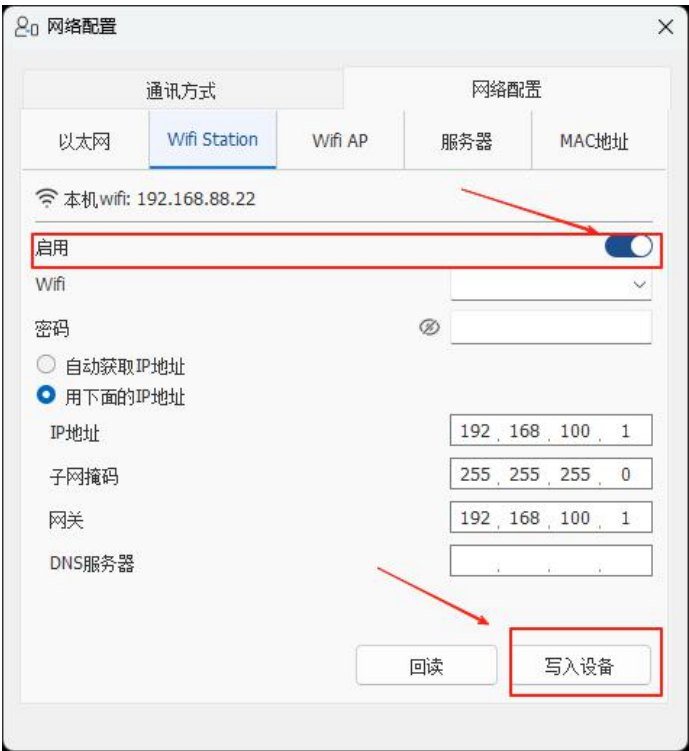 网络配置
通讯方式 网络配置
以太网 Wifi Station Wifi AP 服务器 MAC地址
本机wifi: 192.168.88.22
启用
Wifi
密码
自动获取IP地址
用下面的IP地址
IP地址 192 . 168 . 100 . 1
子网掩码 255 . 255 . 255 . 0
网关 192 . 168 . 100 . 1
DNS服务器 . . .
回读 写入设备